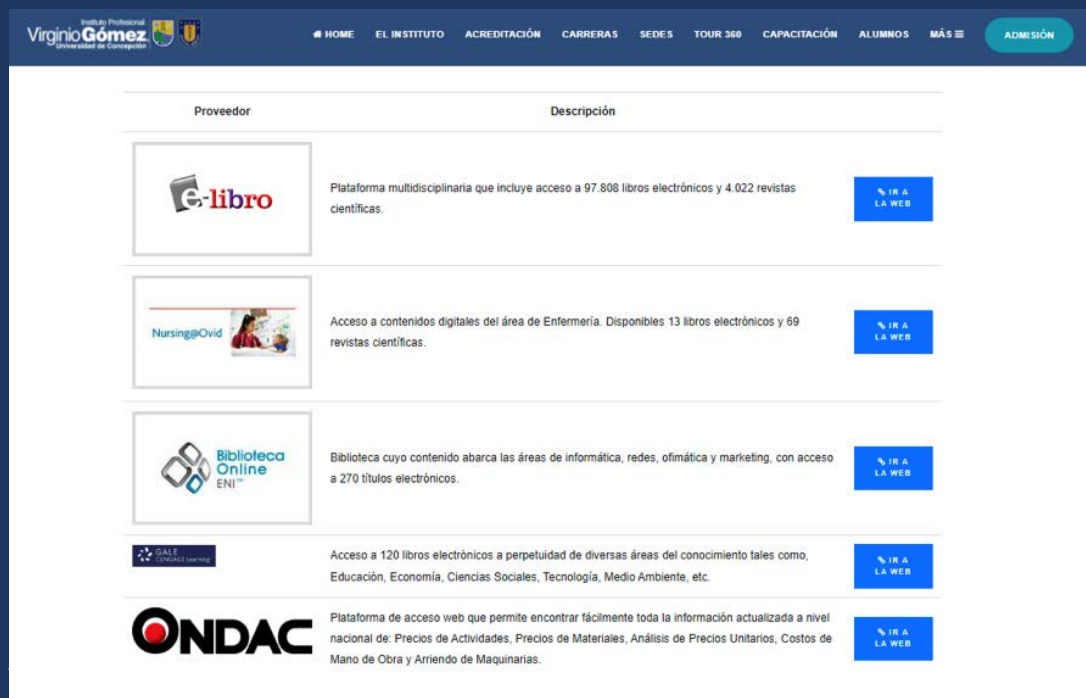 Instituto Profesional
Virginio Gómez
Universidad de Concepción
HOME EL INSTITUTO ACREDITACIÓN CARRERAS SEDES TOUR 360 CAPACITACIÓN ALUMNOS MÁS ADMISIÓN
Proveedor Descripción
e-libro
Plataforma multidisciplinaria que incluye acceso a 97.808 libros electrónicos y 4.022 revistas
científicas.
IR A
LA WEB
Nursing@Ovid
Acceso a contenidos digitales del área de Enfermería. Disponibles 13 libros electrónicos y 69
revistas científicas.
IR A
LA WEB
Biblioteca
Online
ENI™
Biblioteca cuyo contenido abarca las áreas de informática, redes, ofimática y marketing, con acceso
a 270 títulos electrónicos.
IR A
LA WEB
GALE
CENGAGE Learning
Acceso a 120 libros electrónicos a perpetuidad de diversas áreas del conocimiento tales como,
Educación, Economía, Ciencias Sociales, Tecnología, Medio Ambiente, etc.
IR A
LA WEB
ONDAC
Plataforma de acceso web que permite encontrar fácilmente toda la información actualizada a nivel
nacional de: Precios de Actividades, Precios de Materiales, Análisis de Precios Unitarios, Costos de
Mano de Obra y Arriendo de Maquinarias.
IR A
LA WEB